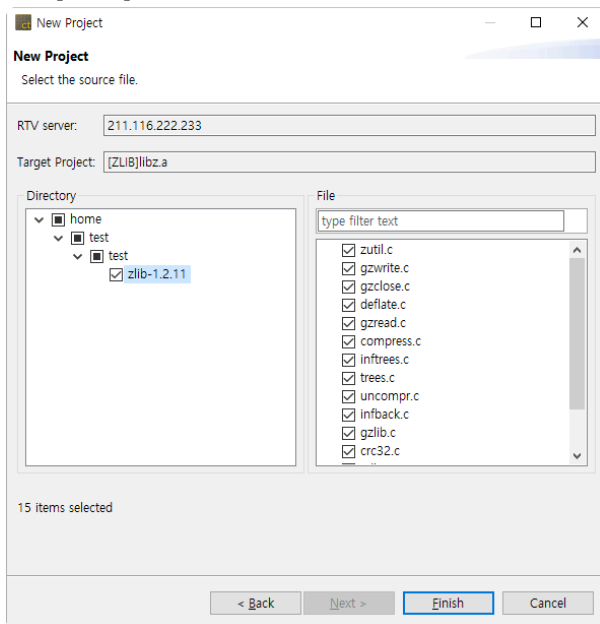 ct New Project
New Project
Select the source file.
RTV server: 211.116.222.233
Target Project: [ZLIB]libz.a
Directory
home
test
test
zlib-1.2.11
File
type filter text
zutil.c
gzwrite.c
gzclose.c
deflate.c
gzread.c
compress.c
inftrees.c
trees.c
uncompr.c
infback.c
gzlib.c
crc32.c
15 items selected
< Back Next > Finish Cancel